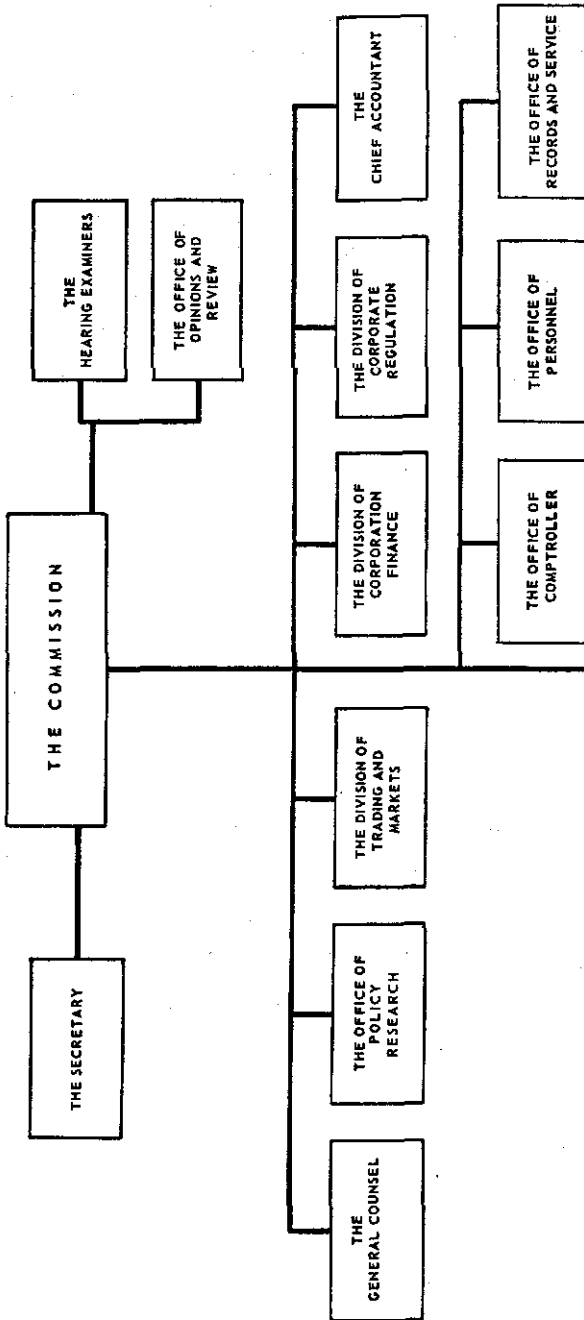 THE COMMISSION
THE SECRETARY
THE
HEARING EXAMINERS
THE OFFICE OF
OPINIONS AND
REVIEW
THE
GENERAL COUNSEL
THE OFFICE OF
POLICY
RESEARCH
THE DIVISION OF
TRADING AND
MARKETS
THE DIVISION OF
CORPORATION
FINANCE
THE DIVISION OF
CORPORATE
REGULATION
THE
CHIEF ACCOUNTANT
THE OFFICE OF
COMPTROLLER
THE OFFICE OF
PERSONNEL
THE OFFICE OF
RECORDS AND SERVICE